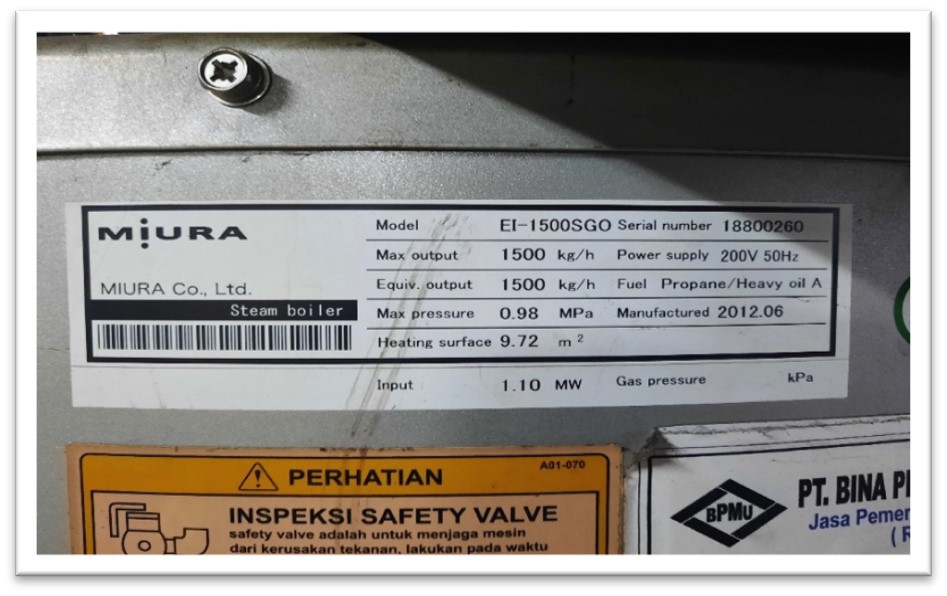 MIURA
MIURA Co., Ltd.
Steam boiler
Model EI-1500SGO Serial number 18800260
Max output 1500 kg/h Power supply 200V 50Hz
Equiv. output 1500 kg/h Fuel Propane/Heavy oil A
Max pressure 0.98 MPa Manufactured 2012.06
Heating surface 9.72 m²
Input 1.10 MW Gas pressure kPa
A01-070
PERHATIAN
INSPEKSI SAFETY VALVE
safety valve adalah untuk menjaga mesin
dari kerusakan tekanan, lakukan pada waktu
BPMU
PT. BINA
Jasa Pemer